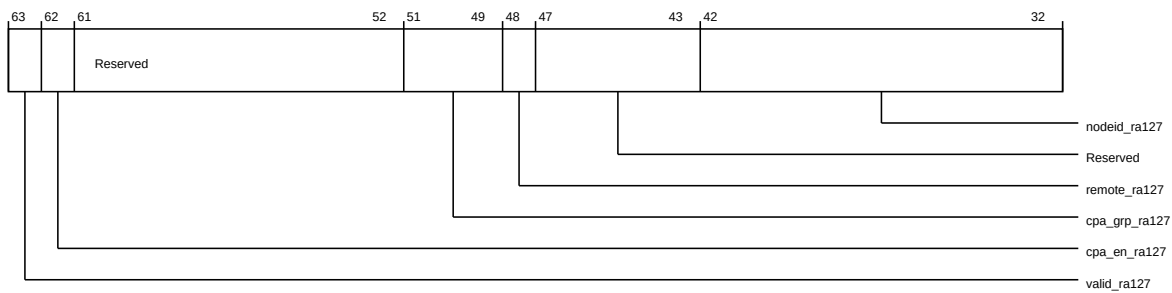 63 62 61 52 51 49 48 47 43 42 32
Reserved
nodeid_ra127
Reserved
remote_ra127
cpa_grp_ra127
cpa_en_ra127
valid_ra127